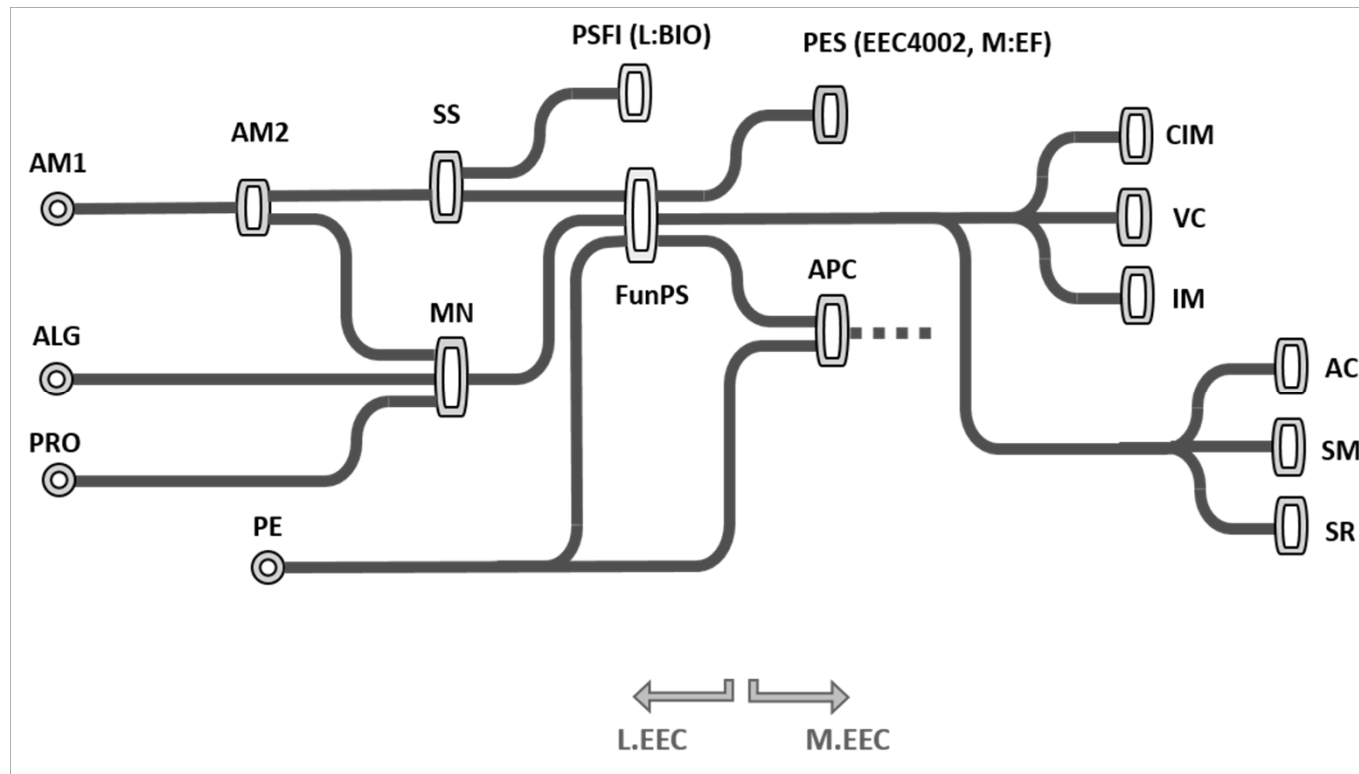 PSFI (L:BIO)
PES (EEC4002, M:EF)
SS
AM2
CIM
AM1
VC
APC
FunPS
IM
MN
ALG
AC
PRO
SM
PE
SR
L.EEC
M.EEC